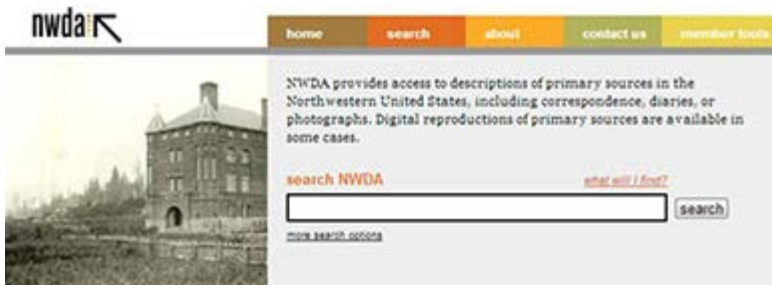 nwda
home search about contact us member tools
NWDA provides access to descriptions of primary sources in the
Northwestern United States, including correspondence, diaries, or
photographs. Digital reproductions of primary sources are available in
some cases.
search NWDA what will I find?
search
more search options